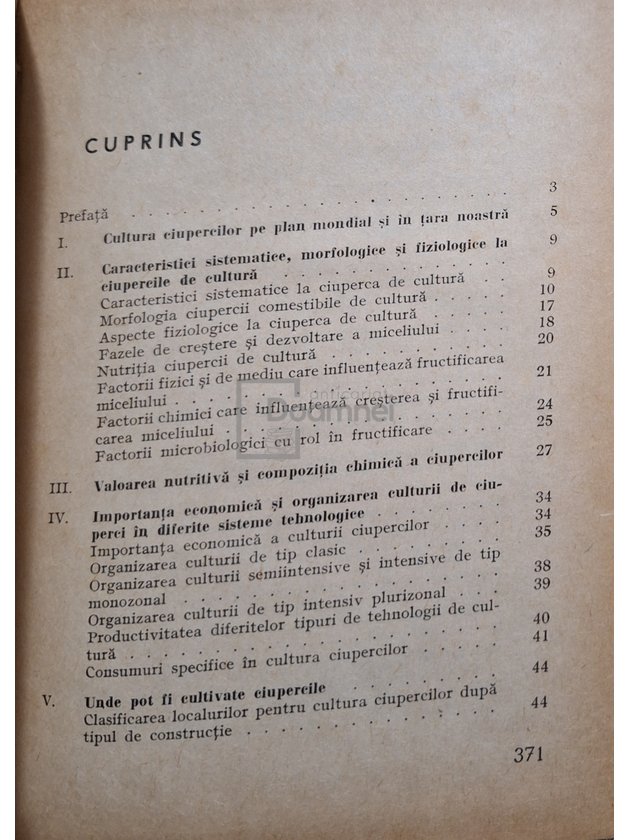 CUPRINS
Prefață . . . . . . . . . . . . . . . . . . 3
I. Cultura ciupercilor pe plan mondial și în țara noastră 5
II. Caracteristici sistematice, morfologice și fiziologice la
ciupercile de cultură . . . . . . . . . . 9
Caracteristici sistematice la ciuperca de cultură . . 9
Morfologia ciupercii comestibile de cultură . . . . 10
Aspecte fiziologice la ciuperca de cultură . . . . 17
Fazele de creștere și dezvoltare a miceliului . . . . 18
Nutriția ciupercii de cultură . . . . . . . . . 20
Factorii fizici și de mediu care influențează fructificarea
miceliului . . . . . . . . . . . . . . . 21
Factorii chimici care influențează creșterea și fructifi-
carea miceliului . . . . . . . . . . . . . 24
Factorii microbiologici cu rol în fructificare . . . . 25
III. Valoarea nutritivă și compoziția chimică a ciupercilor 27
IV. Importanța economică și organizarea culturii de ciu-
perci în diferite sisteme tehnologice . . . . . . 34
Importanța economică a culturii ciupercilor . . . . 34
Organizarea culturii de tip clasic . . . . . . . . 35
Organizarea culturii semiintensive și intensive de tip
monozonal . . . . . . . . . . . . . . . 38
Organizarea culturii de tip intensiv plurizonal . . . 39
Productivitatea diferitelor tipuri de tehnologii de cul-
tură . . . . . . . . . . . . . . . . . 40
Consumuri specifice în cultura ciupercilor . . . . 41
V. Unde pot fi cultivate ciupercile . . . . . . . . 44
Clasificarea localurilor pentru cultura ciupercilor după
tipul de construcție . . . . . . . . . . . . 44
371
anticariat
Doamnei